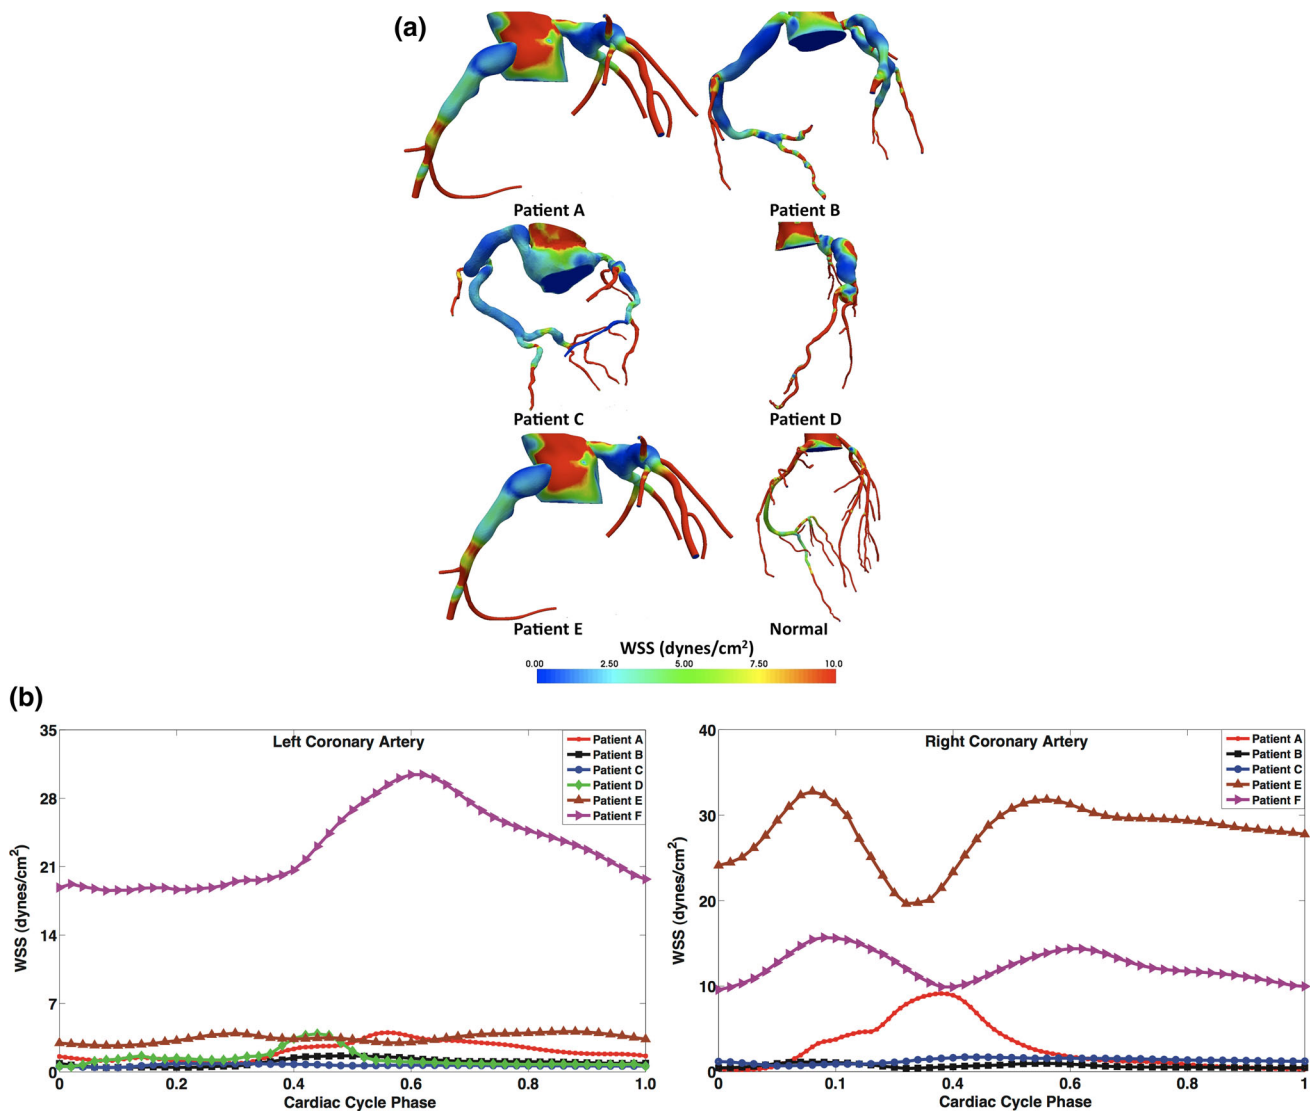 (a)
Patient A
Patient B
Patient C
Patient D
Patient E
Normal
WSS (dynes/cm²)
0.00 2.50 5.00 7.50 10.0
(b)
Left Coronary Artery
Patient A
Patient B
Patient C
Patient D
Patient E
Patient F
35
28
21
14
7
0
WSS (dynes/cm²)
0 0.2 0.4 0.6 0.8 1.0
Cardiac Cycle Phase
Right Coronary Artery
Patient A
Patient B
Patient C
Patient E
Patient F
40
30
20
10
0
WSS (dynes/cm²)
0 0.1 0.4 0.6 0.8 1
Cardiac Cycle Phase